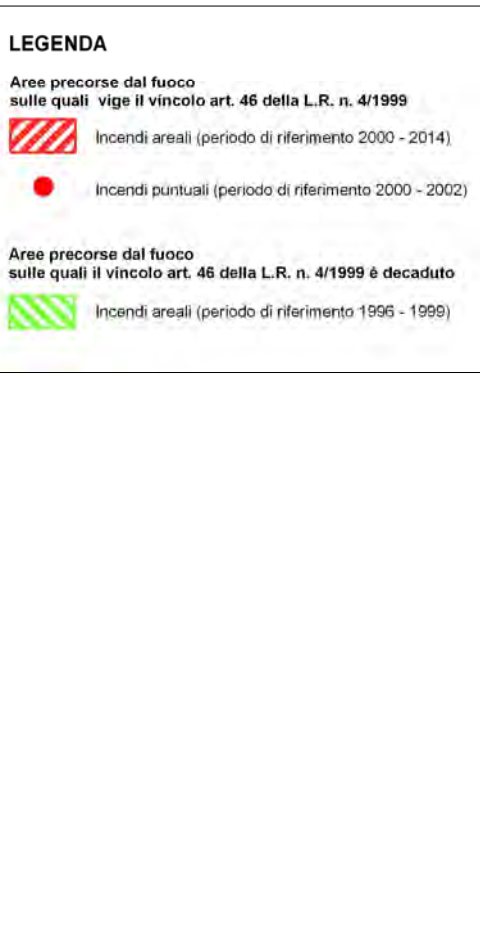 LEGENDA
Aree precorse dal fuoco
sulle quali vige il vincolo art. 46 della L.R. n. 4/1999
Incendi areali (periodo di riferimento 2000 - 2014)
Incendi puntuali (periodo di riferimento 2000 - 2002)
Aree precorse dal fuoco
sulle quali il vincolo art. 46 della L.R. n. 4/1999 è decaduto
Incendi areali (periodo di riferimento 1996 - 1999)